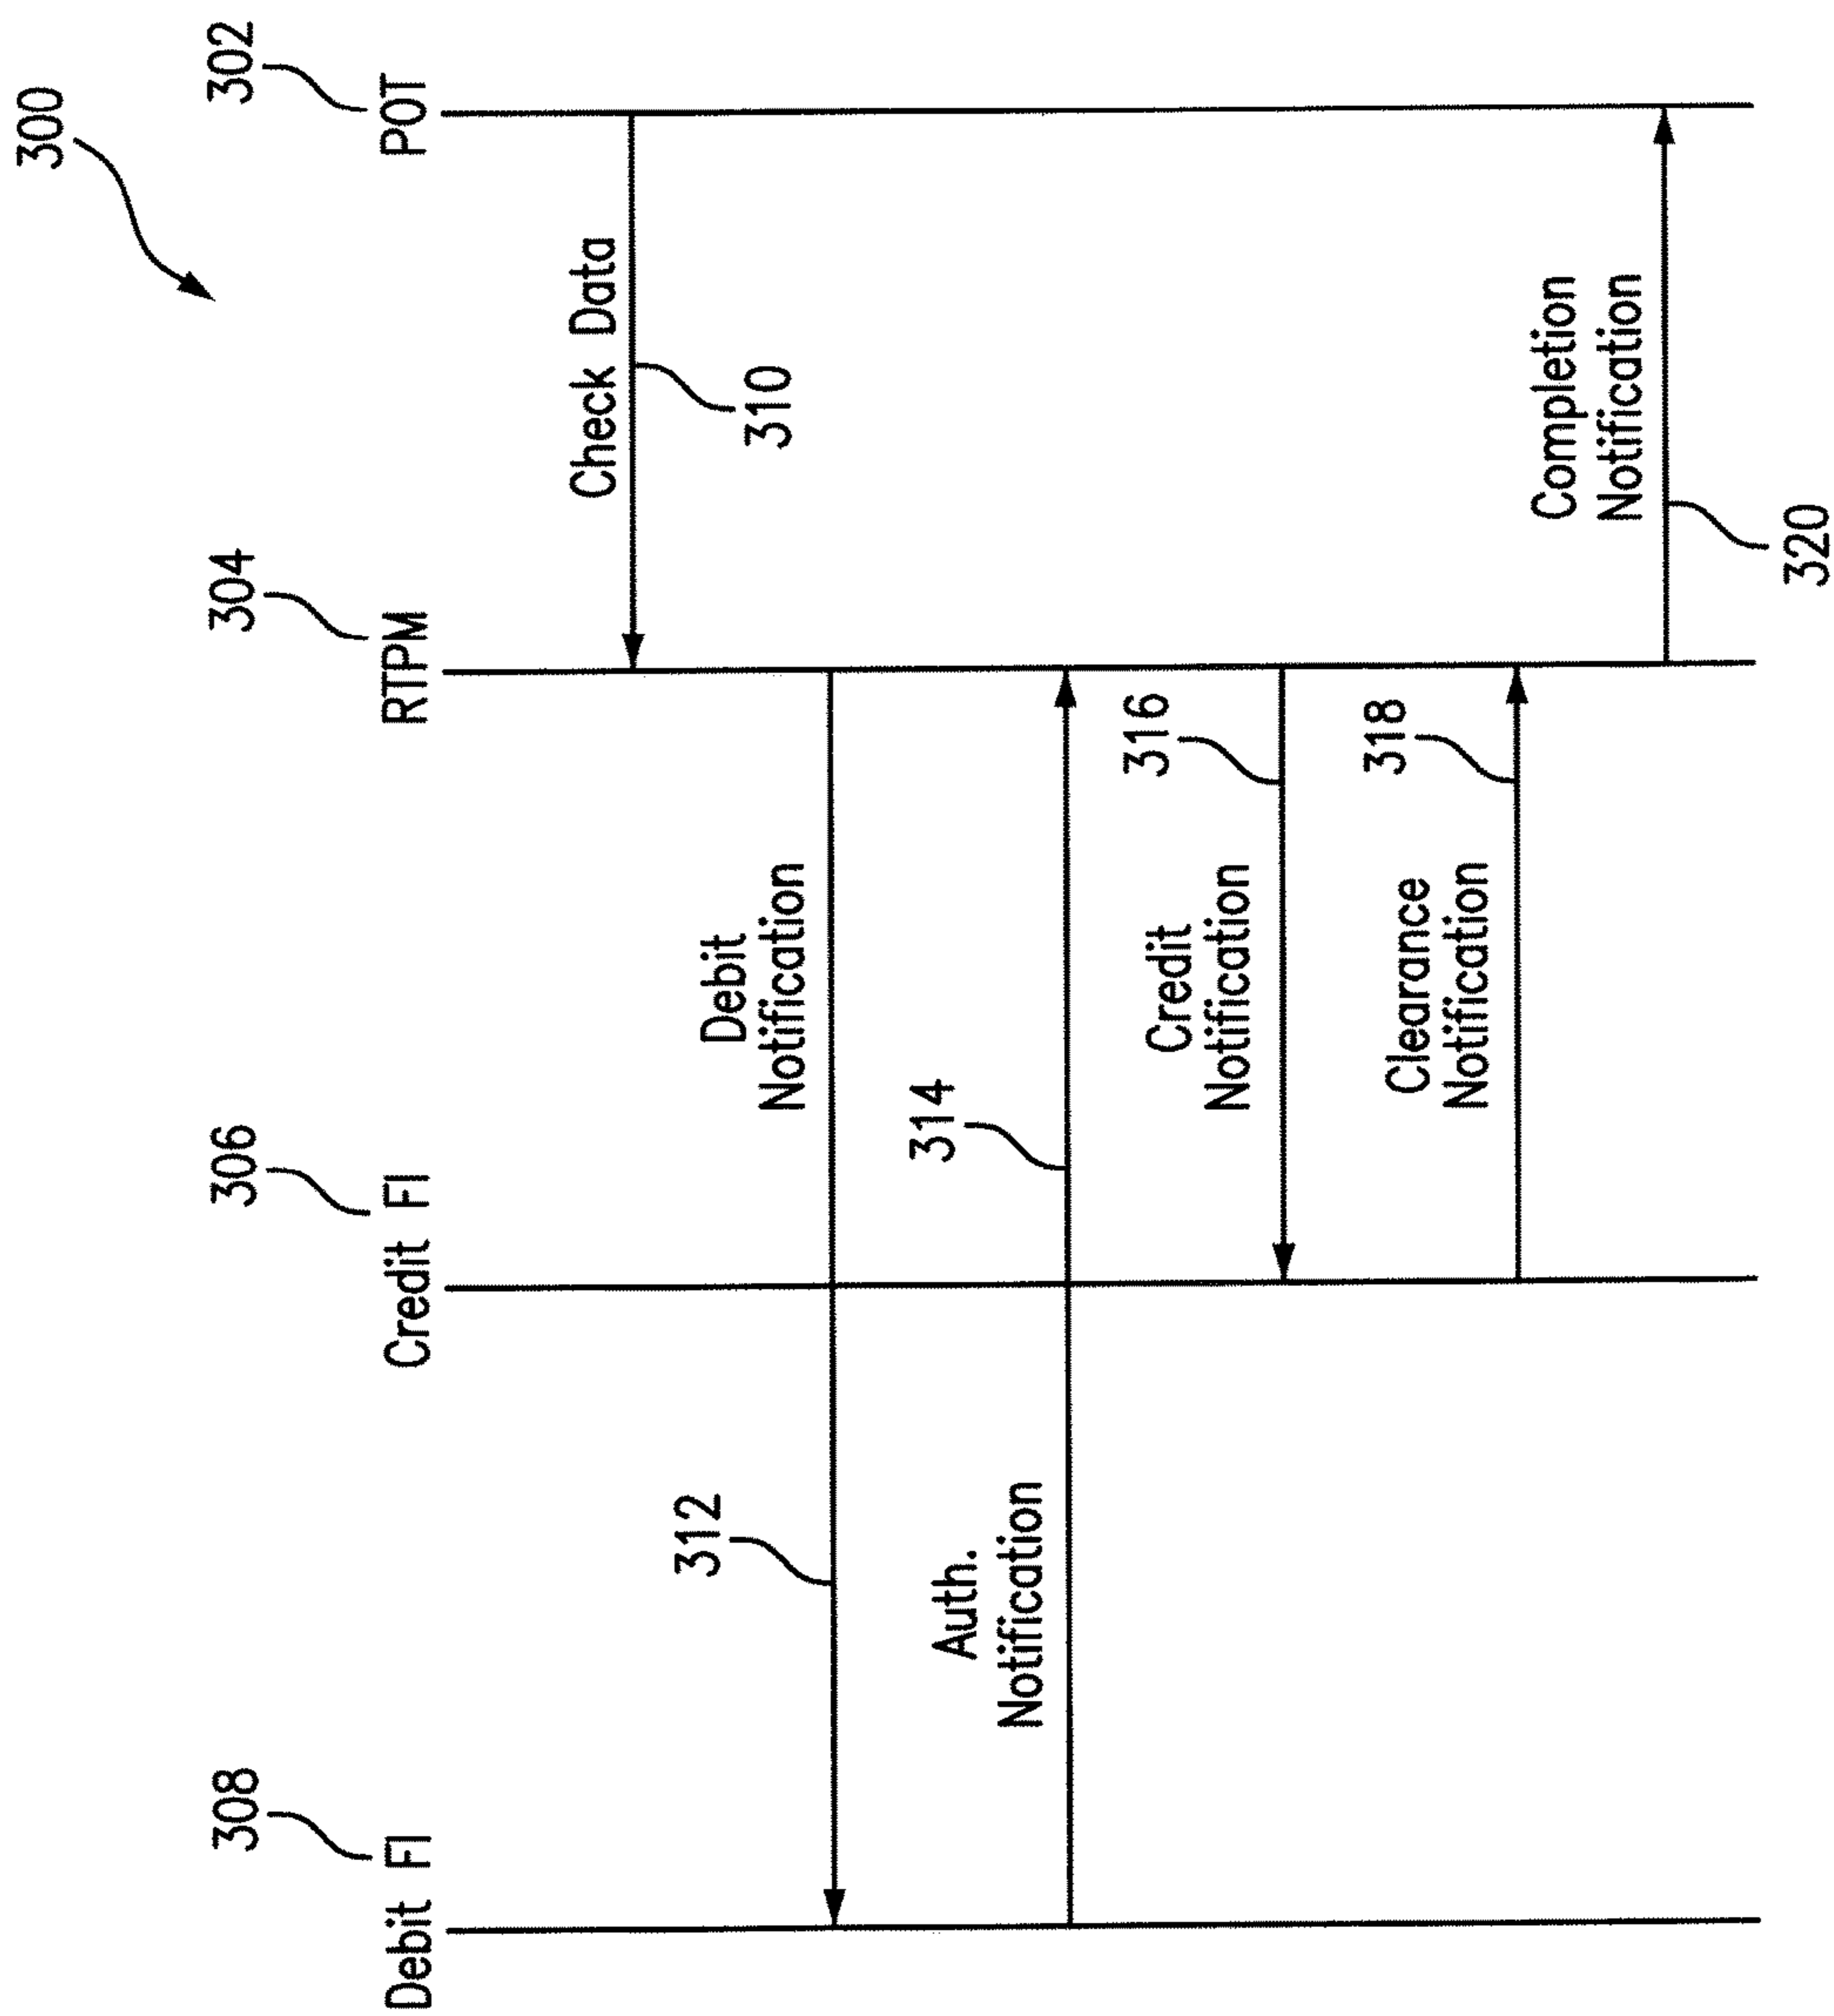 300
308
306
304
302
Debit FI
Credit FI
RTPM
POT
Check Data
310
Debit
Notification
312
Auth.
Notification
314
Credit
Notification
316
Clearance
Notification
318
Completion
Notification
320